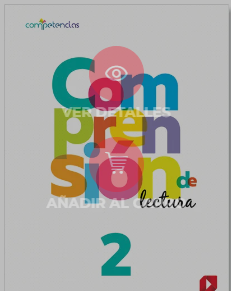 competencias
Com
VER DETALLES
pren
sión de
AÑADIR AL C
lectura
2